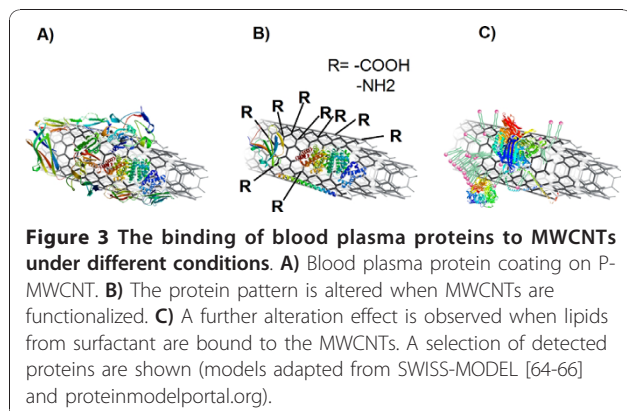 A) B) C)
R= -COOH
-NH2
R R R R R R
R R
R R
Figure 3 The binding of blood plasma proteins to MWCNTs
under different conditions. A) Blood plasma protein coating on P-
MWCNT. B) The protein pattern is altered when MWCNTs are
functionalized. C) A further alteration effect is observed when lipids
from surfactant are bound to the MWCNTs. A selection of detected
proteins are shown (models adapted from SWISS-MODEL [64-66]
and proteinmodelportal.org).